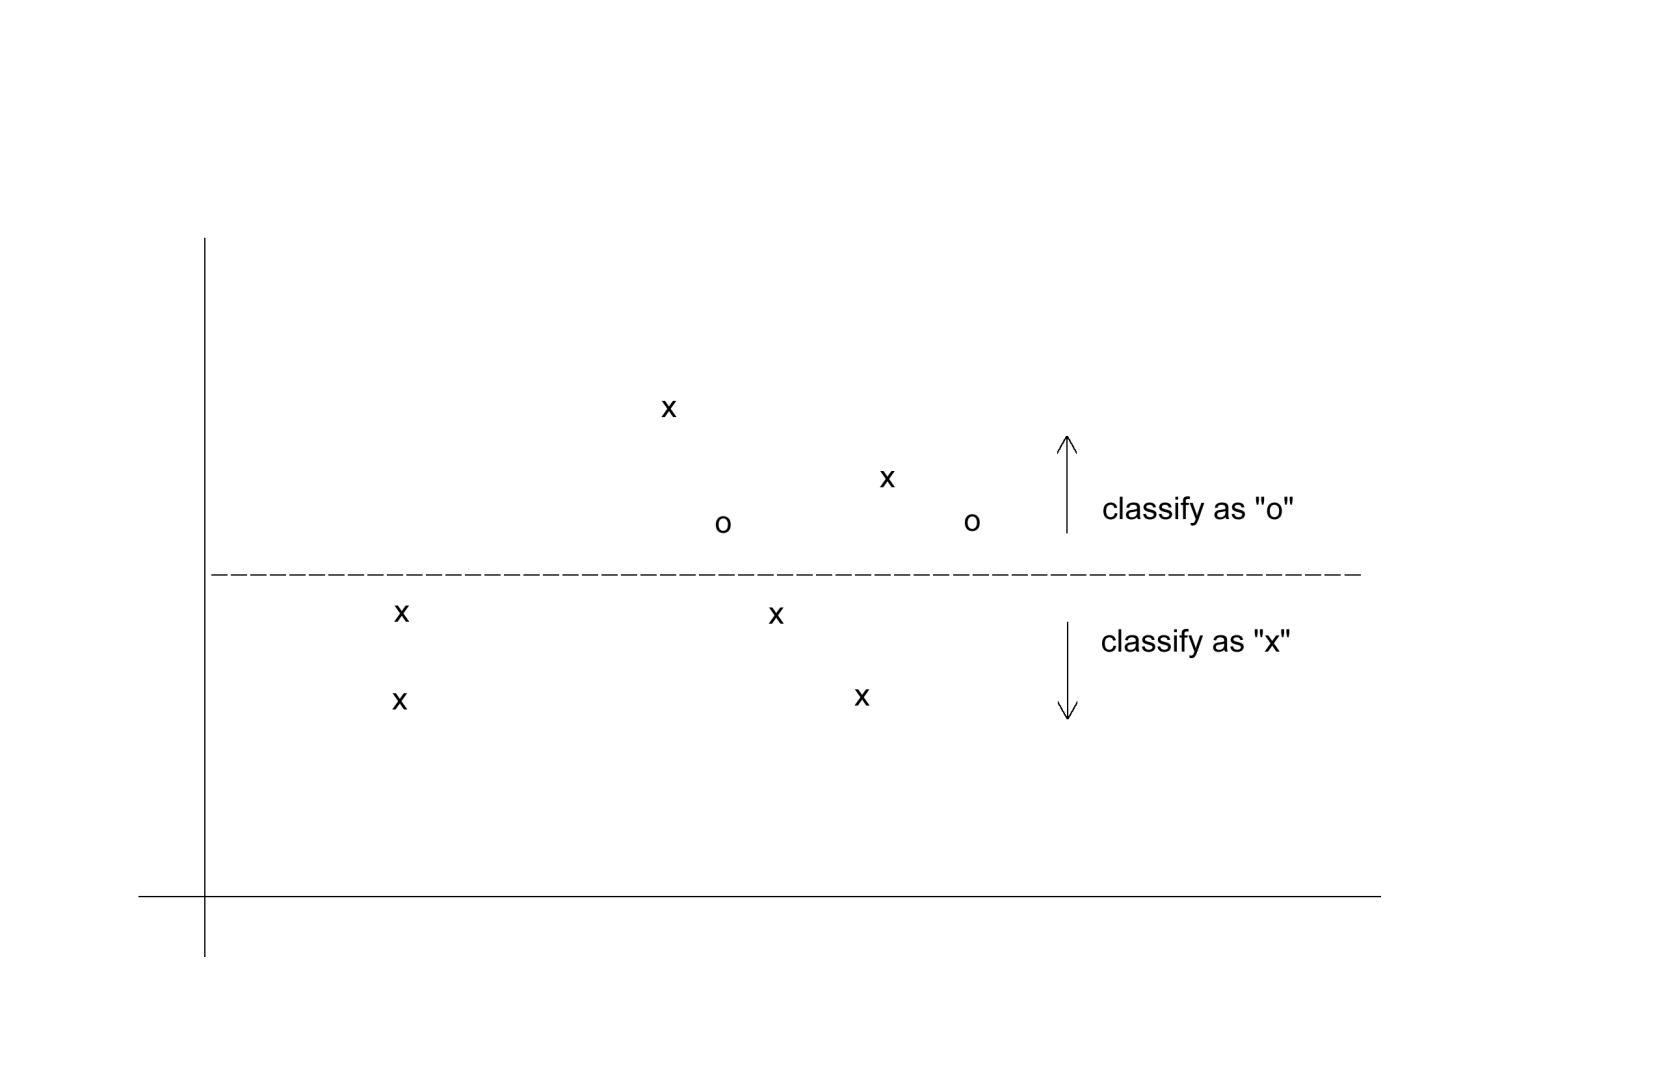 x
x
o
o
classify as "o"
x
x
classify as "x"
x
x